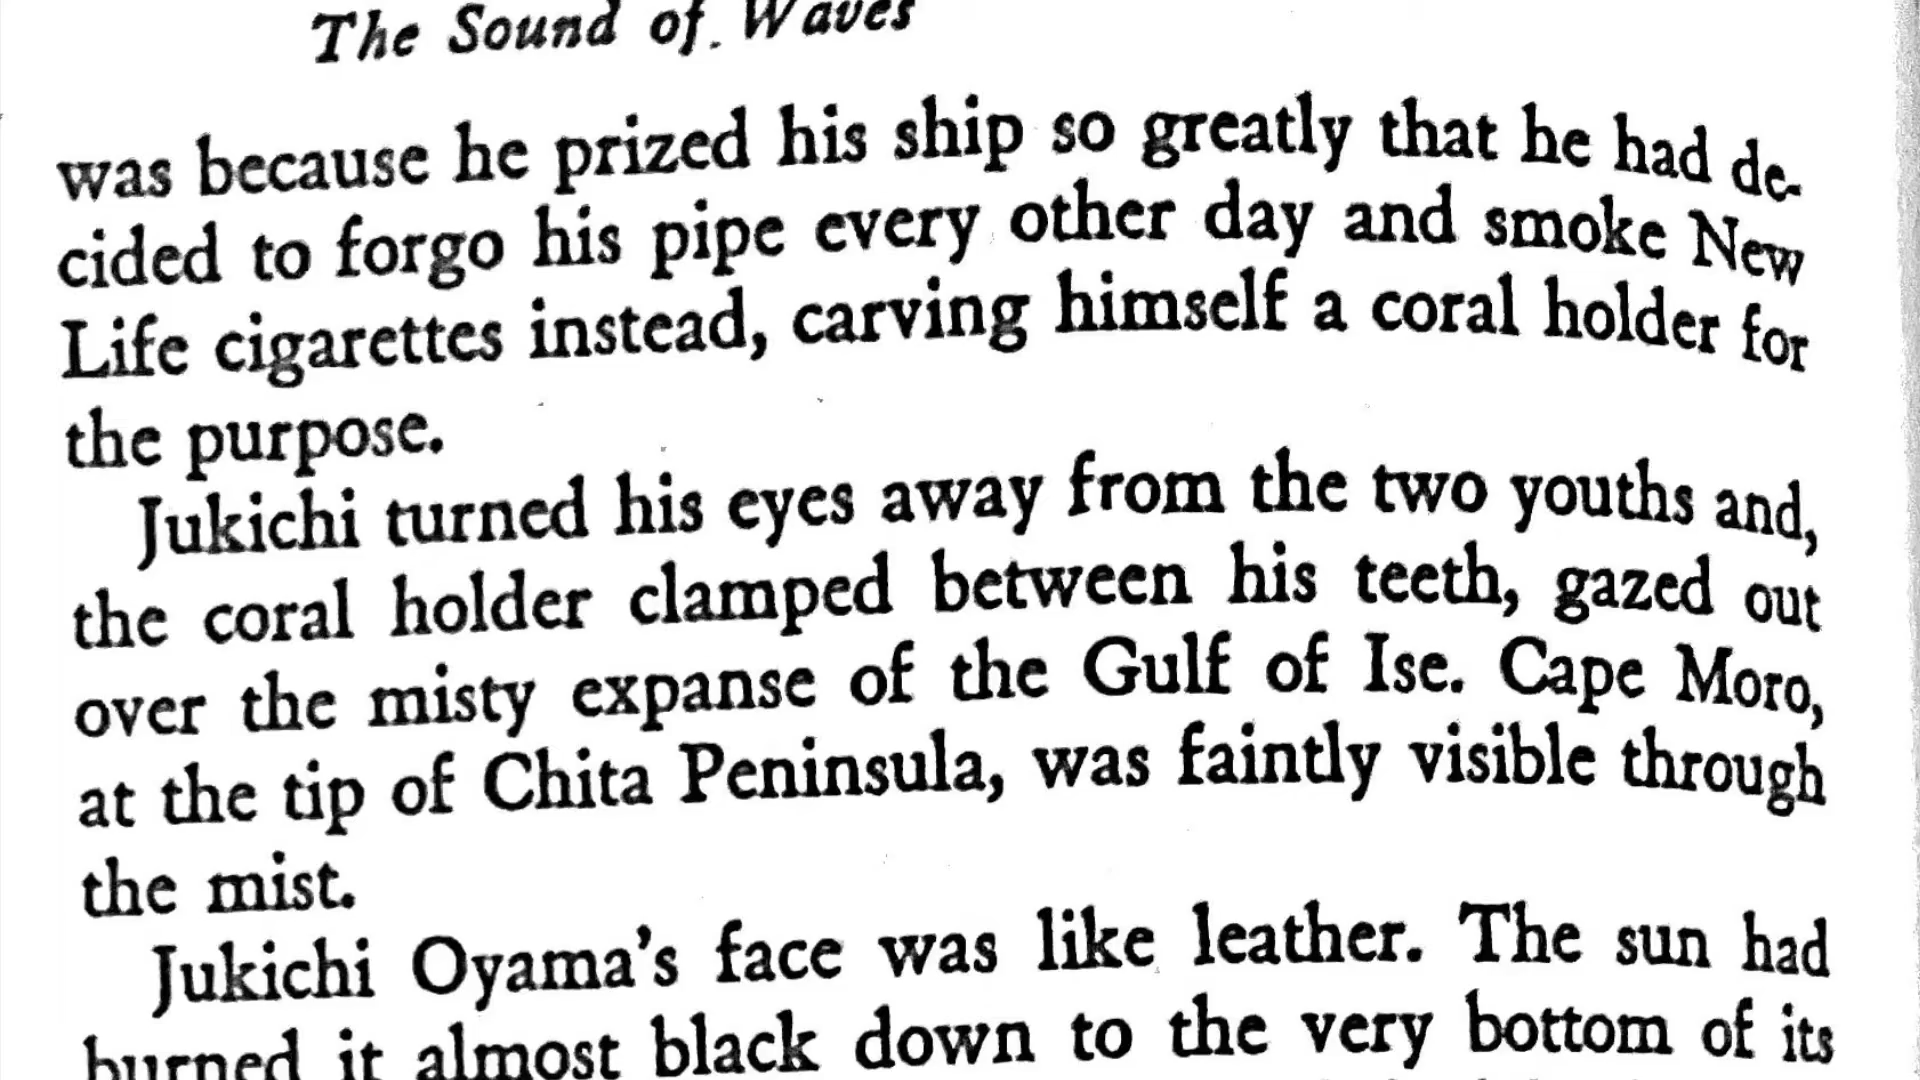 The Sound of Waves
was because he prized his ship so greatly that he had de-
cided to forgo his pipe every other day and smoke New
Life cigarettes instead, carving himself a coral holder for
the purpose.
Jukichi turned his eyes away from the two youths and,
the coral holder clamped between his teeth, gazed out
over the misty expanse of the Gulf of Ise. Cape Moro,
at the tip of Chita Peninsula, was faintly visible through
the mist.
Jukichi Oyama's face was like leather. The sun had
burned it almost black down to the very bottom of its